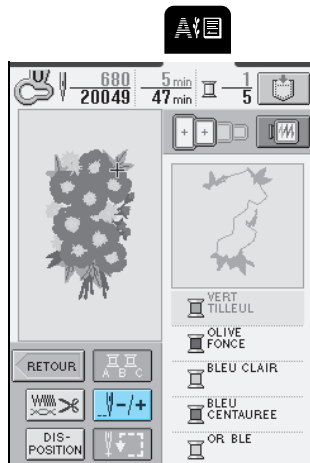 A
U
680
20049
5 min
47 min
1
5
VERT
TILLEUL
OLIVE
FONCE
BLEU CLAIR
BLEU
CENTAUREE
OR BLE
RETOUR
A B C
-/+
DIS-
POSITION